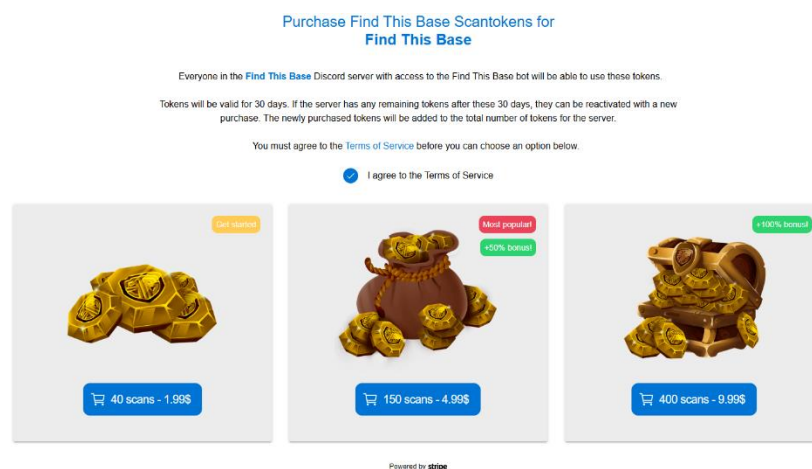 Purchase Find This Base Scantokens for
Find This Base
Everyone in the Find This Base Discord server with access to the Find This Base bot will be able to use these tokens.
Tokens will be valid for 30 days. If the server has any remaining tokens after these 30 days, they can be reactivated with a new
purchase. The newly purchased tokens will be added to the total number of tokens for the server.
You must agree to the Terms of Service before you can choose an option below.
I agree to the Terms of Service
Get started
Most popular!
+50% bonus!
+100% bonus!
40 scans - 1.99$
150 scans - 4.99$
400 scans - 9.99$
Powered by stripe